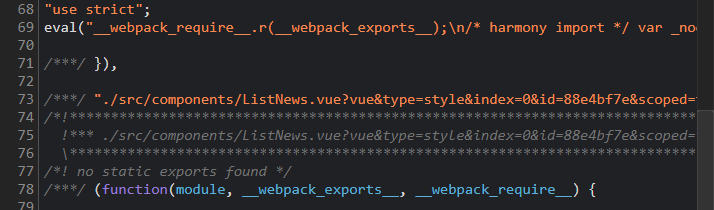 68 "use strict";
69 eval("__webpack_require__.r(__webpack_exports__);\n/* harmony import */ var _no
70
71 /***/ }),
72
73 /***/ "./src/components/ListNews.vue?vue&type=style&index=0&id=88e4bf7e&scoped=
74 /*!*****************************************************************************
75   !*** ./src/components/ListNews.vue?vue&type=style&index=0&id=88e4bf7e&scoped=
76   \*****************************************************************************
77 /*! no static exports found */
78 /***/ (function(module, __webpack_exports__, __webpack_require__) {
79